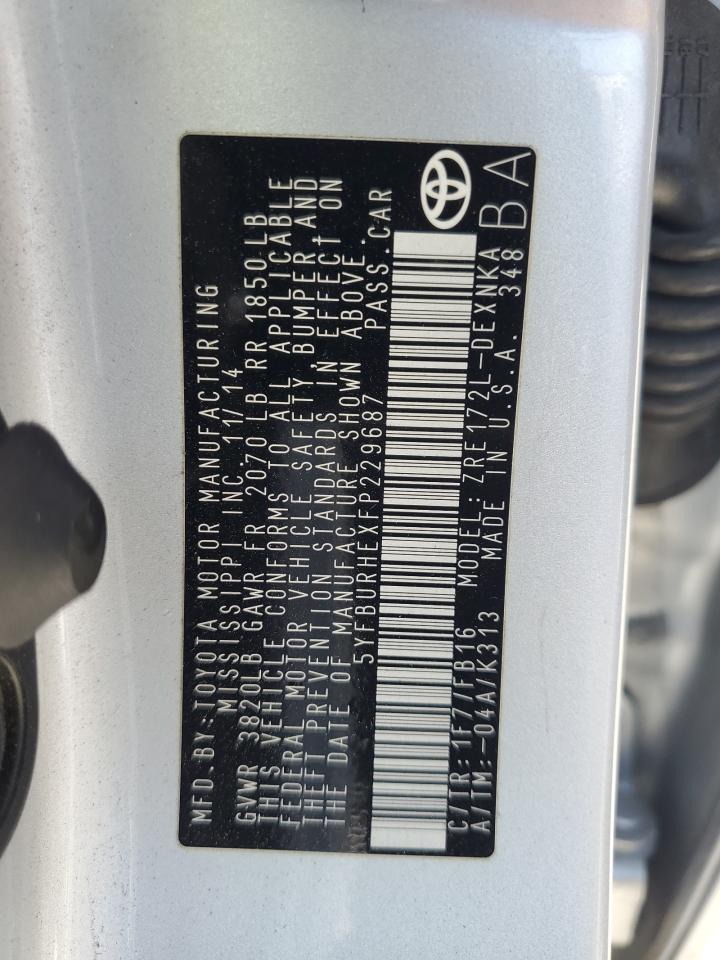 MFD.BY:TOYOTA MOTOR MANUFACTURING
MISSISSIPPI INC. 11/14
GVWR 3820LB GAWR FR 2070 LB RR 1850 LB
THIS VEHICLE CONFORMS TO ALL APPLICABLE
FEDERAL MOTOR VEHICLE SAFETY, BUMPER,AND
THEFT PREVENTION STANDARDS IN EFFECT ON
THE DATE OF MANUFACTURE SHOWN ABOVE.
5YFBURHEXFP229687 PASS.CAR
C/TR: 1F7/FB16 MODEL: ZRE172L-DEXNKA
A/TM:-04A/K313 MADE IN U.S.A. 348
BA